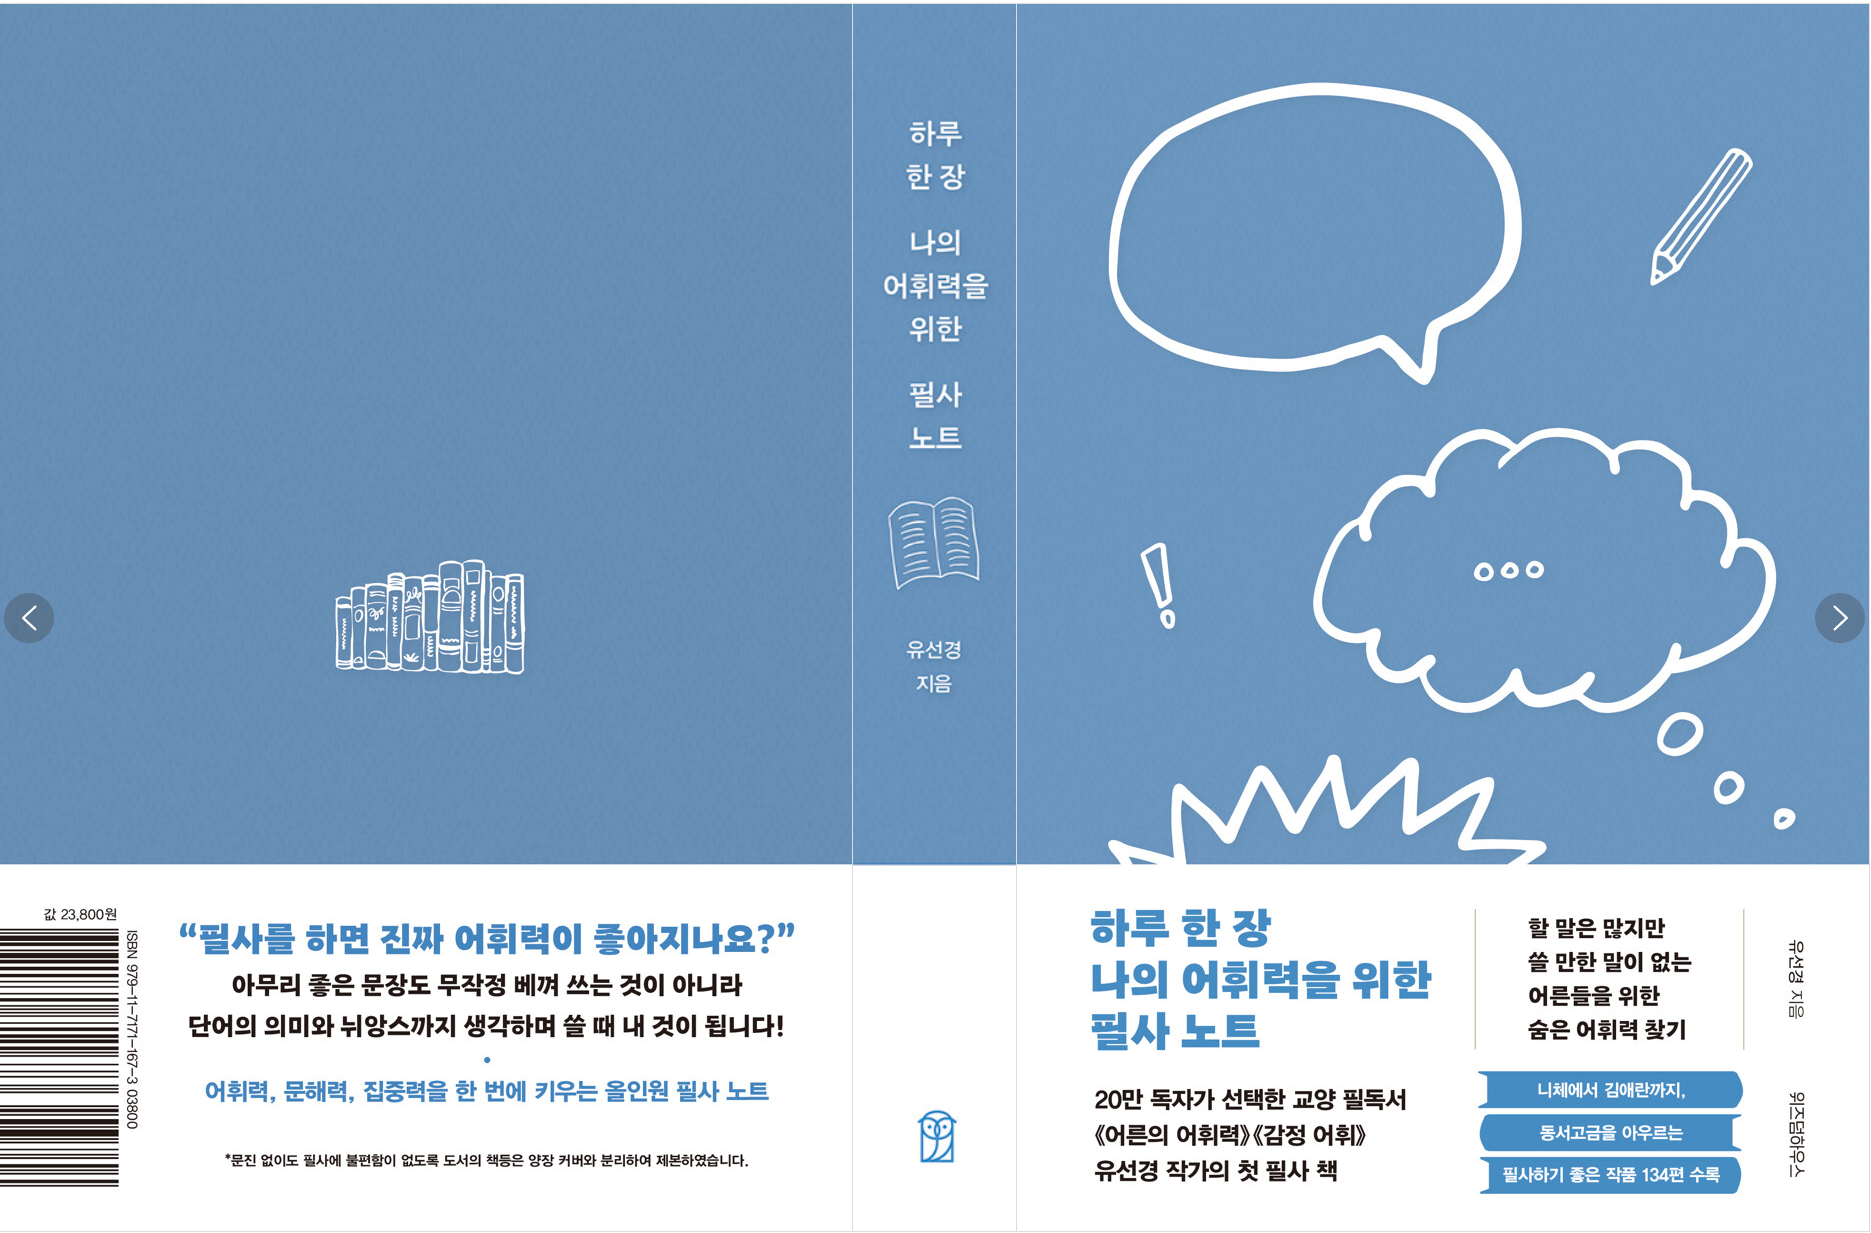 값 23,800원
ISBN 979-11-7171-167-3 03800
“필사를 하면 진짜 어휘력이 좋아지나요?”
아무리 좋은 문장도 무작정 베껴 쓰는 것이 아니라
단어의 의미와 뉘앙스까지 생각하며 쓸 때 내 것이 됩니다!
•
어휘력, 문해력, 집중력을 한 번에 키우는 올인원 필사 노트
*문진 없이도 필사에 불편함이 없도록 도서의 책등은 양장 커버와 분리하여 제본하였습니다.
하루
한 장
나의
어휘력을
위한
필사
노트
유선경
지음
하루 한 장
나의 어휘력을 위한
필사 노트
20만 독자가 선택한 교양 필독서
《어른의 어휘력》《감정 어휘》
유선경 작가의 첫 필사 책
할 말은 많지만
쓸 만한 말이 없는
어른들을 위한
숨은 어휘력 찾기
니체에서 김애란까지,
동서고금을 아우르는
필사하기 좋은 작품 134편 수록
유선경 지음
위즈덤하우스